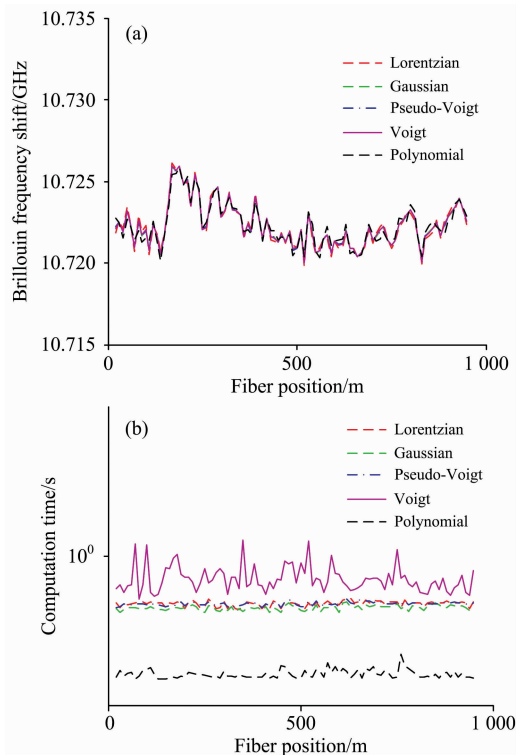 (a)
Brillouin frequency shift/GHz
10.735
10.730
10.725
10.720
10.715
Lorentzian
Gaussian
Pseudo-Voigt
Voigt
Polynomial
0
500
1 000
Fiber position/m
(b)
Computation time/s
10⁰
Lorentzian
Gaussian
Pseudo-Voigt
Voigt
Polynomial
0
500
1 000
Fiber position/m